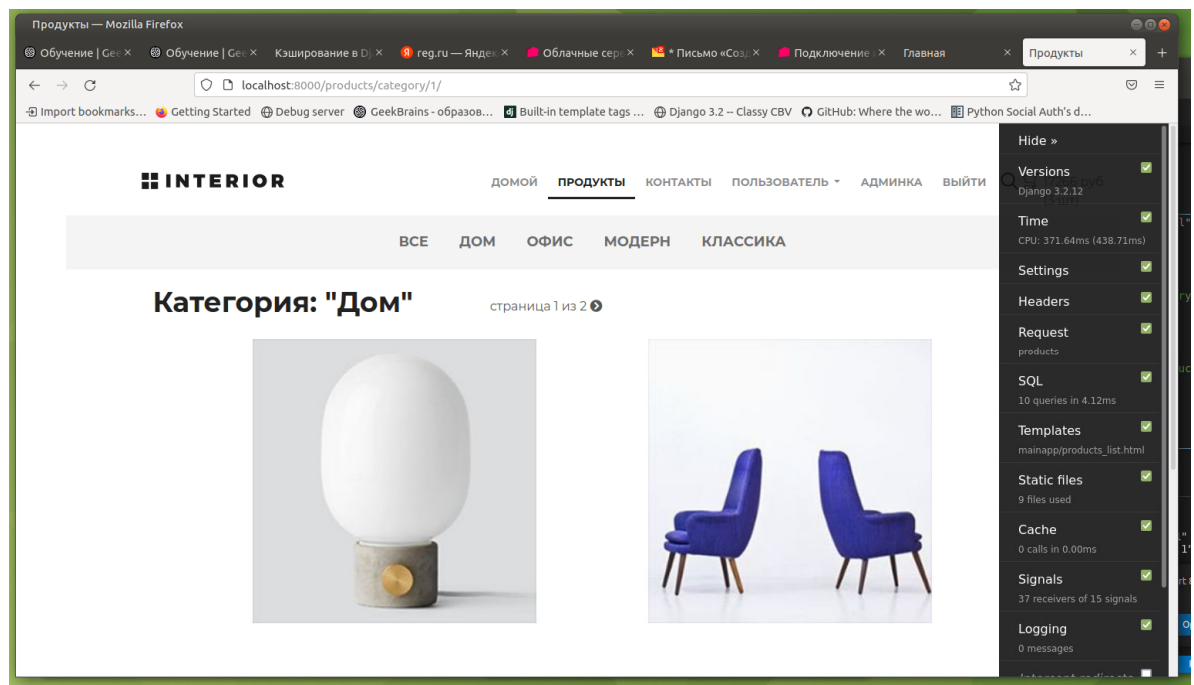 Продукты — Mozilla Firefox
Обучение | Gee Обучение | Gee Кэширование в Dj reg.ru — Яндек Облачные сере * Письмо «Созд Подключение Главная Продукты
localhost:8000/products/category/1/
Import bookmarks... Getting Started Debug server GeekBrains - образов... Built-in template tags ... Django 3.2 -- Classy CBV GitHub: Where the wo... Python Social Auth's d...
INTERIOR
ДОМОЙ ПРОДУКТЫ КОНТАКТЫ ПОЛЬЗОВАТЕЛЬ АДМИНКА ВЫЙТИ
ВСЕ ДОМ ОФИС МОДЕРН КЛАССИКА
Категория: "Дом"
страница 1 из 2
Hide »
Versions
Django 3.2.12
Time
CPU: 371.64ms (438.71ms)
Settings
Headers
Request
products
SQL
10 queries in 4.12ms
Templates
mainapp/products_list.html
Static files
9 files used
Cache
0 calls in 0.00ms
Signals
37 receivers of 15 signals
Logging
0 messages
Intercept redirects